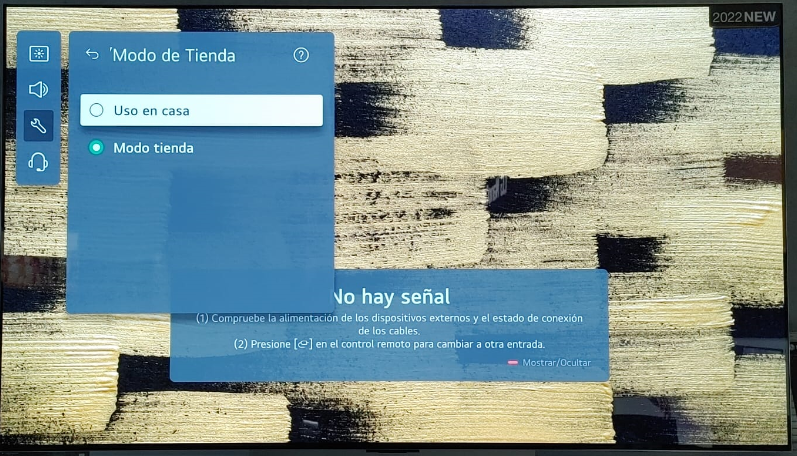 2022 NEW
'Modo de Tienda
Uso en casa
Modo tienda
No hay señal
(1) Compruebe la alimentación de los dispositivos externos y el estado de conexión
de los cables.
(2) Presione [ ] en el control remoto para cambiar a otra entrada.
Mostrar/Ocultar